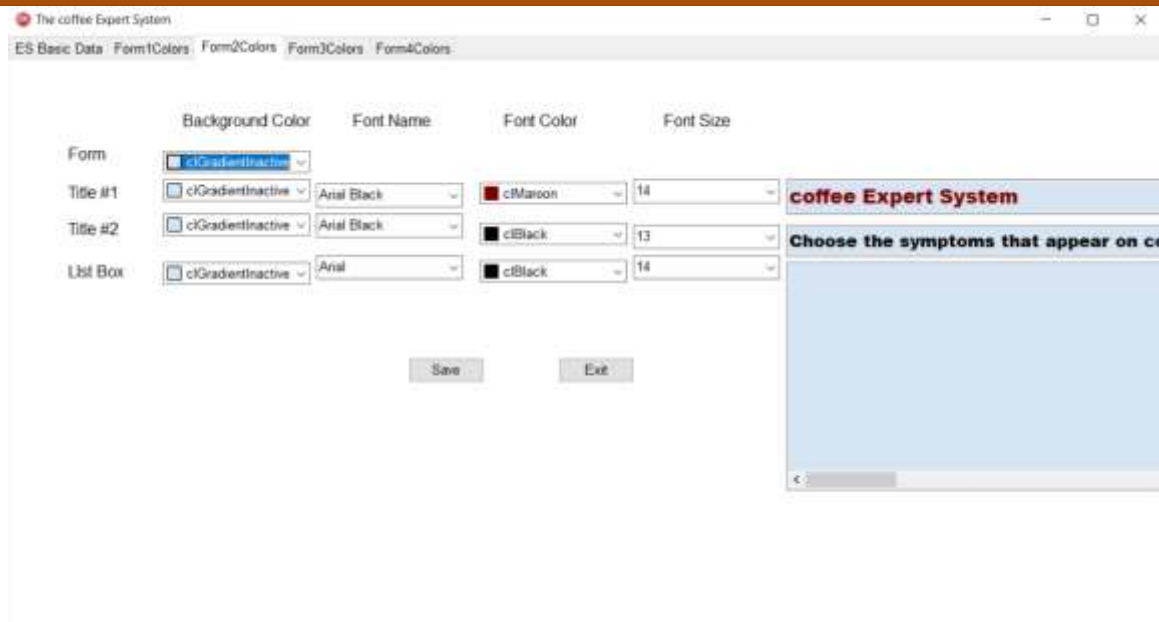 The coffee Expert System
ES Basic Data Form1Colors Form2Colors Form3Colors Form4Colors
Background Color Font Name Font Color Font Size
Form clGradientInactive
Title #1 clGradientInactive Arial Black clMaroon 14
coffee Expert System
Title #2 clGradientInactive Arial Black clBlack 13
Choose the symptoms that appear on co
List Box clGradientInactive Arial clBlack 14
Save Exit